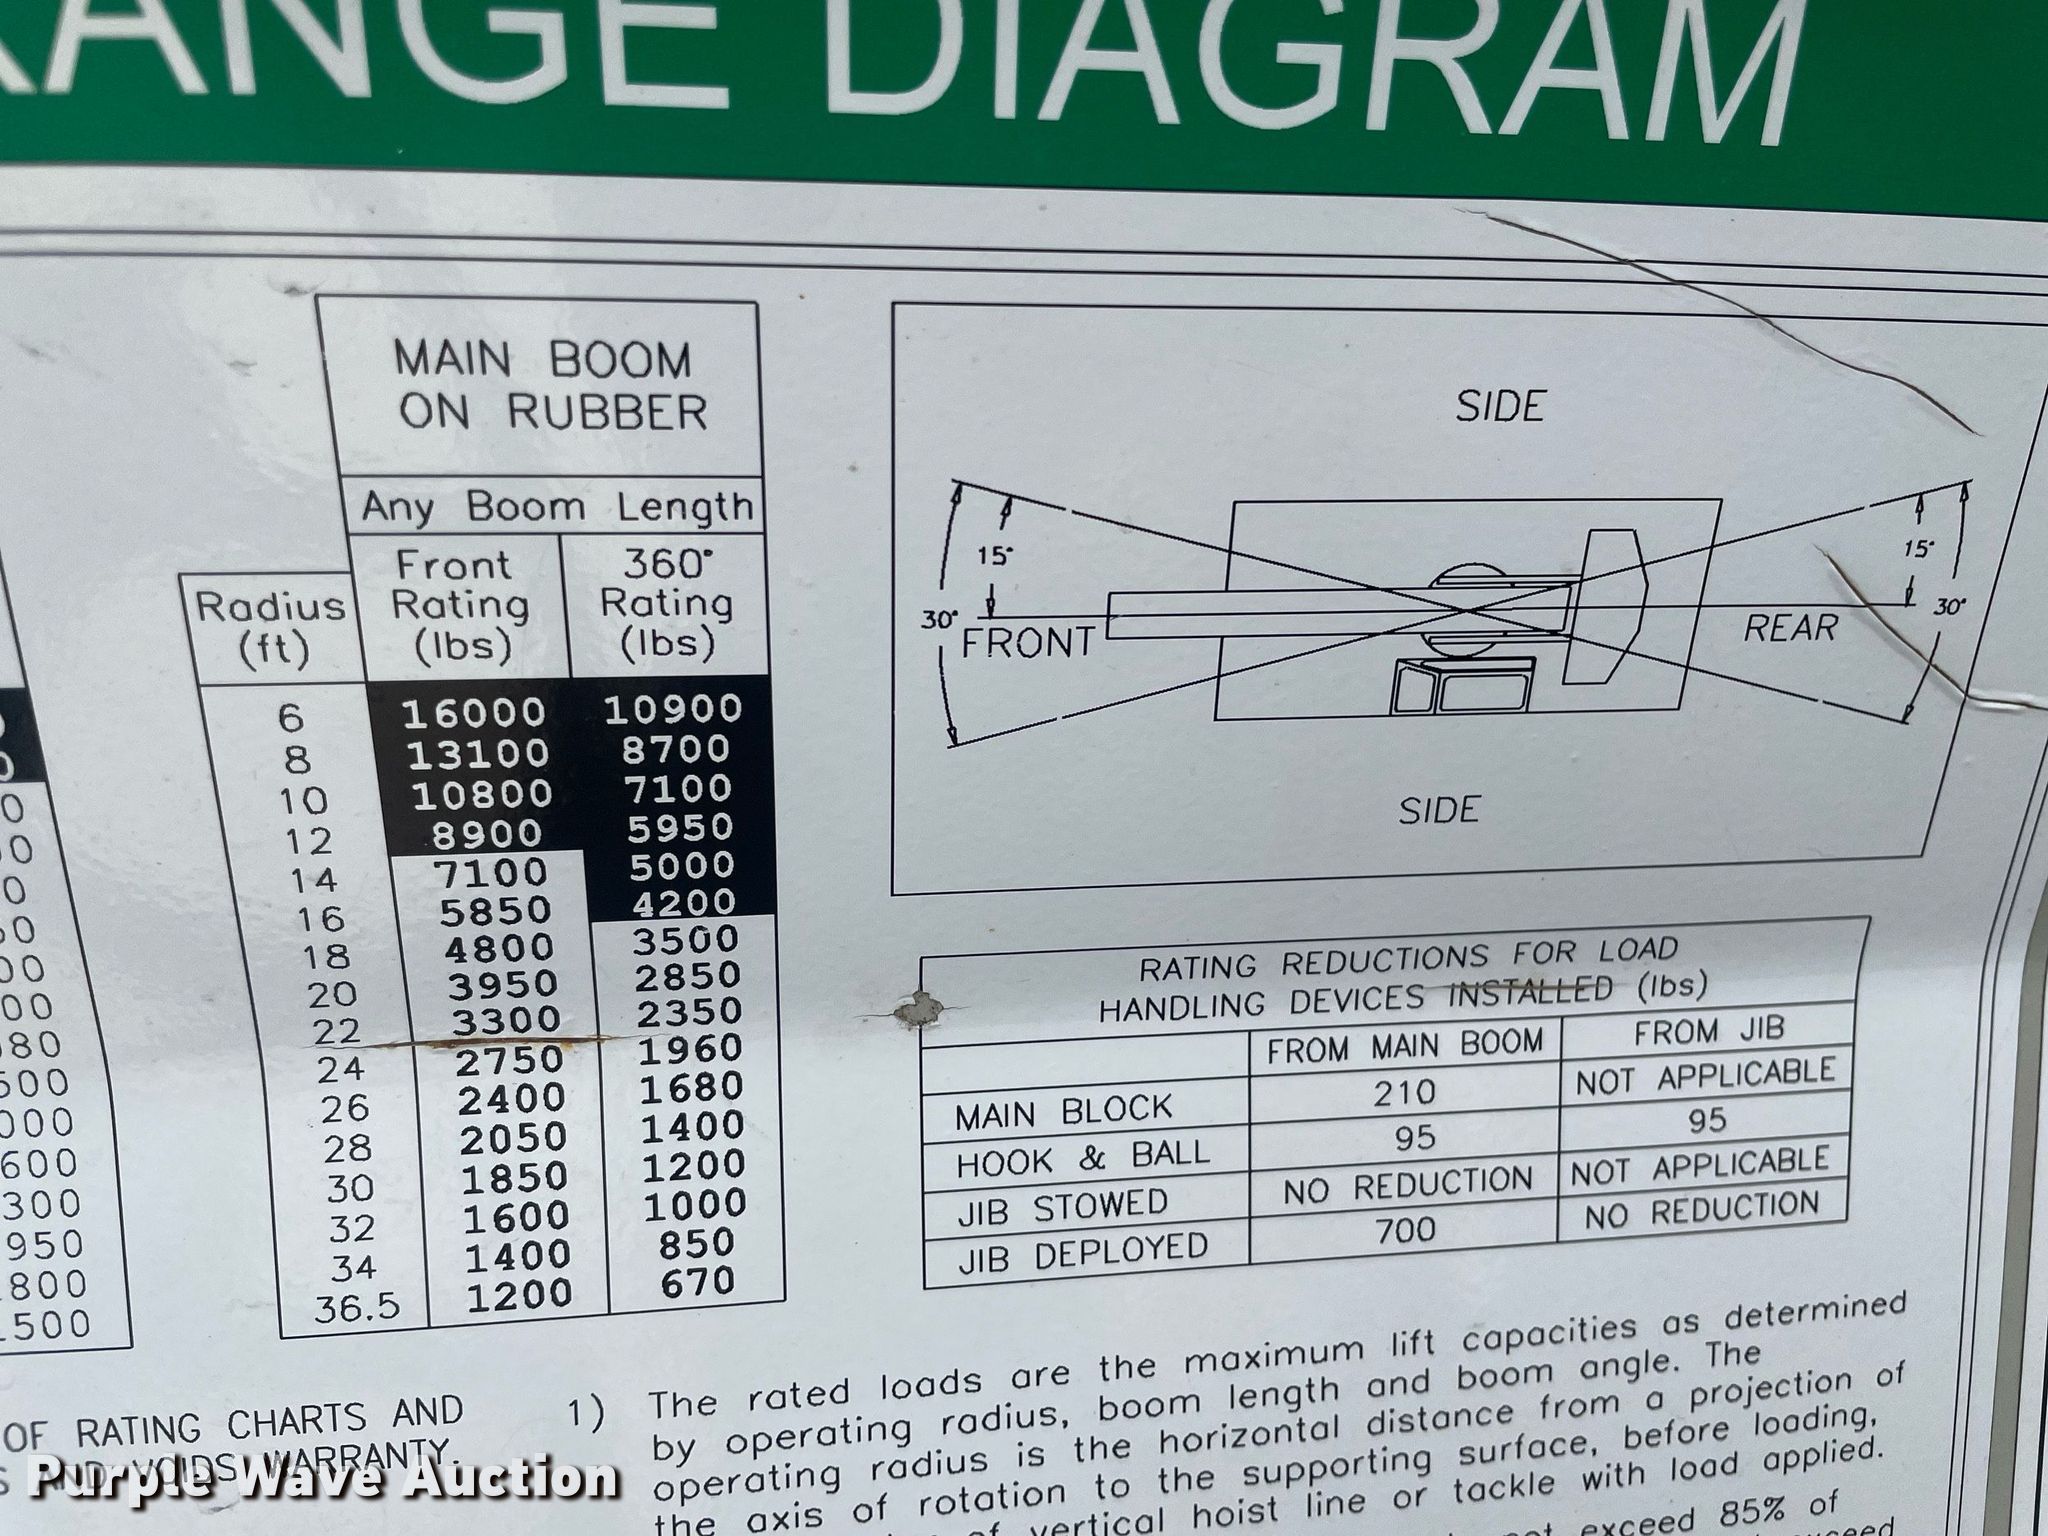 RANGE DIAGRAM
MAIN BOOM
ON RUBBER
Any Boom Length
Radius
(ft)
Front
Rating
(lbs)
360°
Rating
(lbs)
6 16000 10900
8 13100 8700
10 10800 7100
12 8900 5950
14 7100 5000
16 5850 4200
18 4800 3500
20 3950 2850
22 3300 2350
24 2750 1960
26 2400 1680
28 2050 1400
30 1850 1200
32 1600 1000
34 1400 850
36.5 1200 670
SIDE
15°
30°
FRONT
15°
30°
REAR
SIDE
RATING REDUCTIONS FOR LOAD
HANDLING DEVICES INSTALLED (lbs)
FROM MAIN BOOM FROM JIB
MAIN BLOCK 210 NOT APPLICABLE
HOOK & BALL 95 95
JIB STOWED NO REDUCTION NOT APPLICABLE
JIB DEPLOYED 700 NO REDUCTION
OF RATING CHARTS AND
AND VOIDS WARRANTY.
1) The rated loads are the maximum lift capacities as determined
by operating radius, boom length and boom angle. The
operating radius is the horizontal distance from a projection of
the axis of rotation to the supporting surface, before loading,
of vertical hoist line or tackle with load applied.
not exceed 85% of
Purple Wave Auction